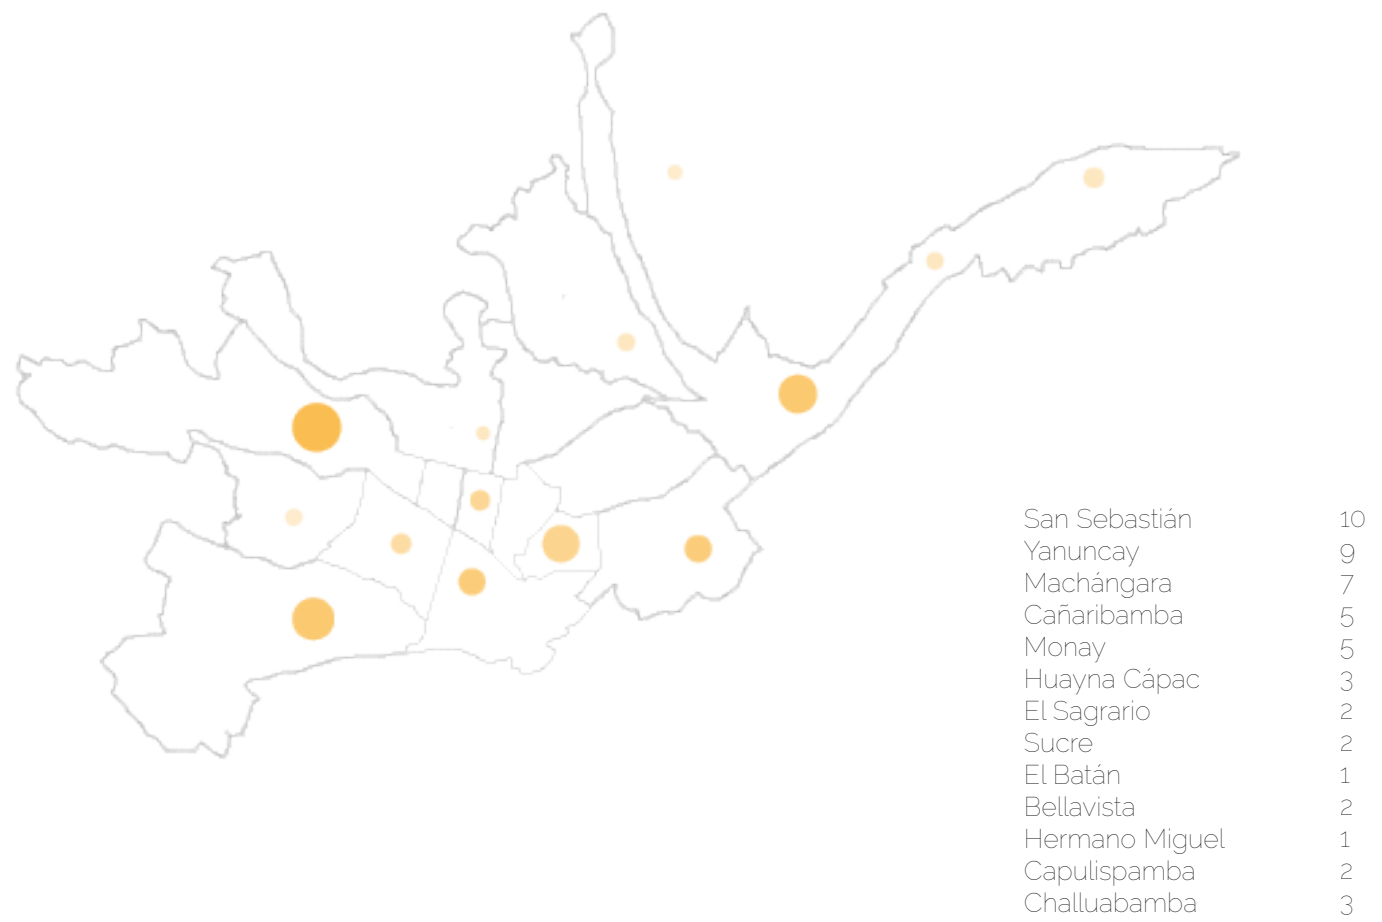 San Sebastián 10
Yanuncay 9
Machángara 7
Cañaribamba 5
Monay 5
Huayna Cápac 3
El Sagrario 2
Sucre 2
El Batán 1
Bellavista 2
Hermano Miguel 1
Capulispamba 2
Challuabamba 3